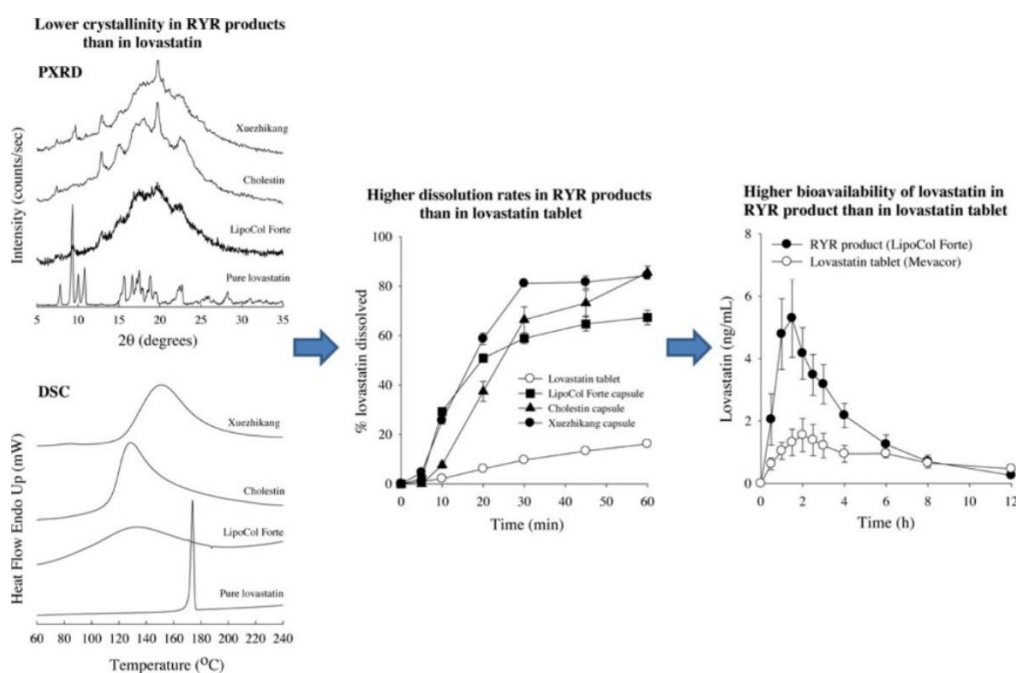 Lower crystallinity in RYR products
than in lovastatin
PXRD
Intensity (counts/sec)
Xuezhikang
Cholestin
LipoCol Forte
Pure lovastatin
5 10 15 20 25 30 35
2θ (degrees)
DSC
Heat Flow Endo Up (mW)
Xuezhikang
Cholestin
LipoCol Forte
Pure lovastatin
60 80 100 120 140 160 180 200 220 240
Temperature (°C)
Higher dissolution rates in RYR products
than in lovastatin tablet
% lovastatin dissolved
100
80
60
40
20
0
Lovastatin tablet
LipoCol Forte capsule
Cholestin capsule
Xuezhikang capsule
0 10 20 30 40 50 60
Time (min)
Higher bioavailability of lovastatin in
RYR product than in lovastatin tablet
Lovastatin (ng/mL)
8
6
4
2
0
RYR product (LipoCol Forte)
Lovastatin tablet (Mevacor)
0 2 4 6 8 10 12
Time (h)